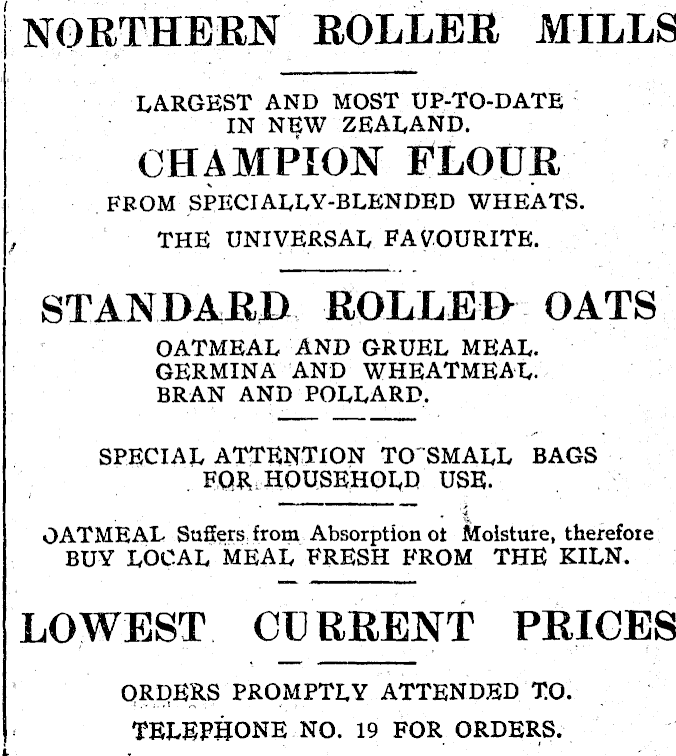 NORTHERN ROLLER MILLS
LARGEST AND MOST UP-TO-DATE
IN NEW ZEALAND.
CHAMPION FLOUR
FROM SPECIALLY-BLENDED WHEATS.
THE UNIVERSAL FAVOURITE.
STANDARD ROLLED OATS
OATMEAL AND GRUEL MEAL.
GERMINA AND WHEATMEAL.
BRAN AND POLLARD.
SPECIAL ATTENTION TO SMALL BAGS
FOR HOUSEHOLD USE.
OATMEAL Suffers from Absorption of Moisture, therefore
BUY LOCAL MEAL FRESH FROM THE KILN.
LOWEST CURRENT PRICES
ORDERS PROMPTLY ATTENDED TO.
TELEPHONE NO. 19 FOR ORDERS.